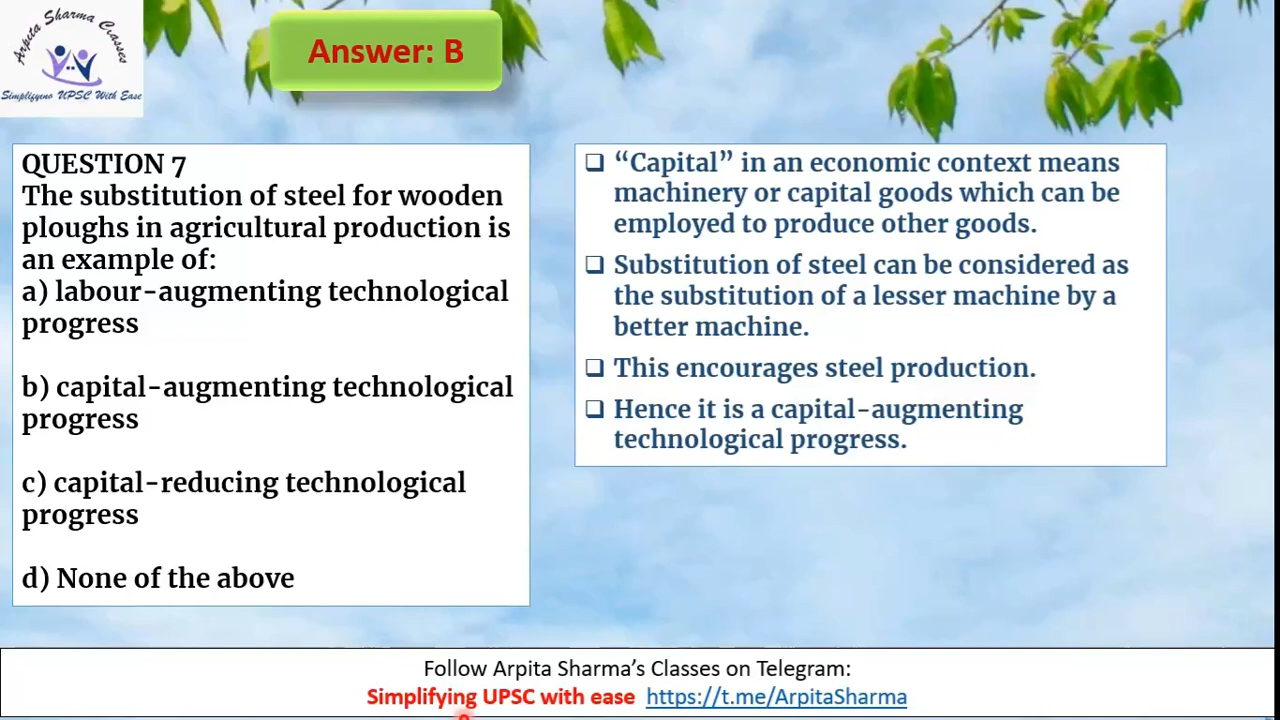 Arpita Sharma Classes
Simplifying UPSC With Ease
Answer: B
QUESTION 7
The substitution of steel for wooden
ploughs in agricultural production is
an example of:
a) labour-augmenting technological
progress
b) capital-augmenting technological
progress
c) capital-reducing technological
progress
d) None of the above
“Capital” in an economic context means
machinery or capital goods which can be
employed to produce other goods.
Substitution of steel can be considered as
the substitution of a lesser machine by a
better machine.
This encourages steel production.
Hence it is a capital-augmenting
technological progress.
Follow Arpita Sharma’s Classes on Telegram:
Simplifying UPSC with ease https://t.me/ArpitaSharma